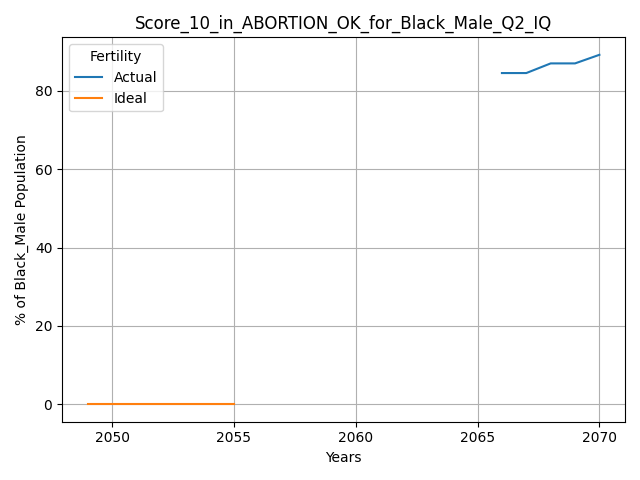 Score_10_in_ABORTION_OK_for_Black_Male_Q2_IQ
Fertility
Actual
Ideal
% of Black_Male Population
80
60
40
20
0
2050 2055 2060 2065 2070
Years